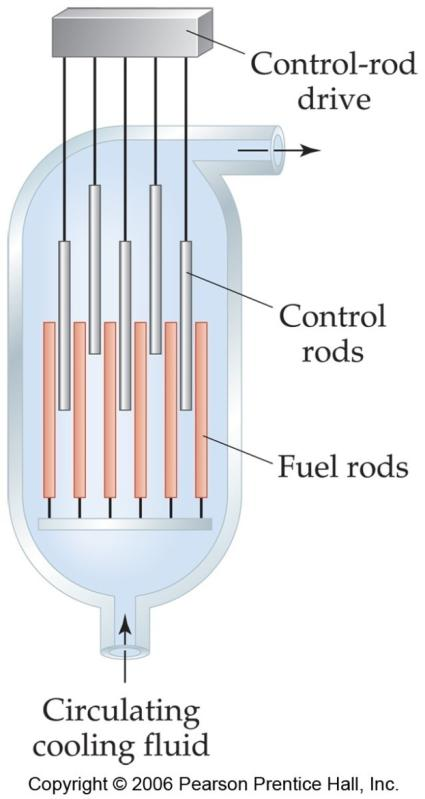 Control-rod
drive
Control
rods
Fuel rods
Circulating
cooling fluid
Copyright © 2006 Pearson Prentice Hall, Inc.